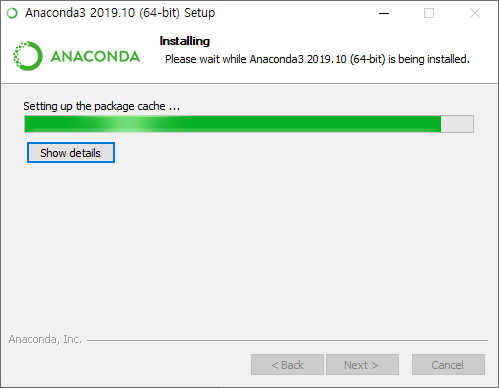 Anaconda3 2019.10 (64-bit) Setup
Installing
Please wait while Anaconda3 2019.10 (64-bit) is being installed.
ANACONDA
Setting up the package cache ...
Show details
Anaconda, Inc.
< Back
Next >
Cancel